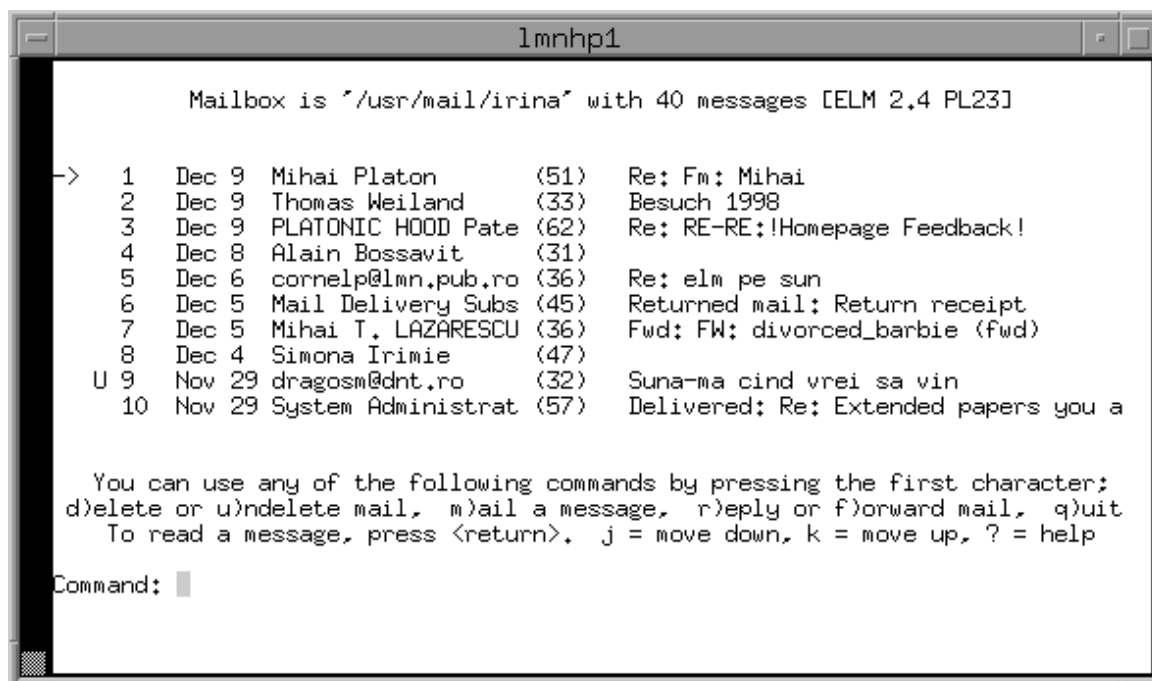 lmnhp1
Mailbox is '/usr/mail/irina' with 40 messages [ELM 2.4 PL23]
-> 1 Dec 9 Mihai Platon (51) Re: Fm: Mihai
2 Dec 9 Thomas Weiland (33) Besuch 1998
3 Dec 9 PLATONIC HOOD Pate (62) Re: RE-RE:!Homepage Feedback!
4 Dec 8 Alain Bossavit (31)
5 Dec 6 cornelp@lmn.pub.ro (36) Re: elm pe sun
6 Dec 5 Mail Delivery Subs (45) Returned mail: Return receipt
7 Dec 5 Mihai T. LAZARESCU (36) Fwd: FW: divorced_barbie (fwd)
8 Dec 4 Simona Irimie (47)
U 9 Nov 29 dragosm@dnt.ro (32) Suna-ma cind vrei sa vin
10 Nov 29 System Administrat (57) Delivered: Re: Extended papers you a
You can use any of the following commands by pressing the first character;
d)elete or u)ndelete mail, m)ail a message, r)eply or f)orward mail, q)uit
To read a message, press <return>. j = move down, k = move up, ? = help
Command: